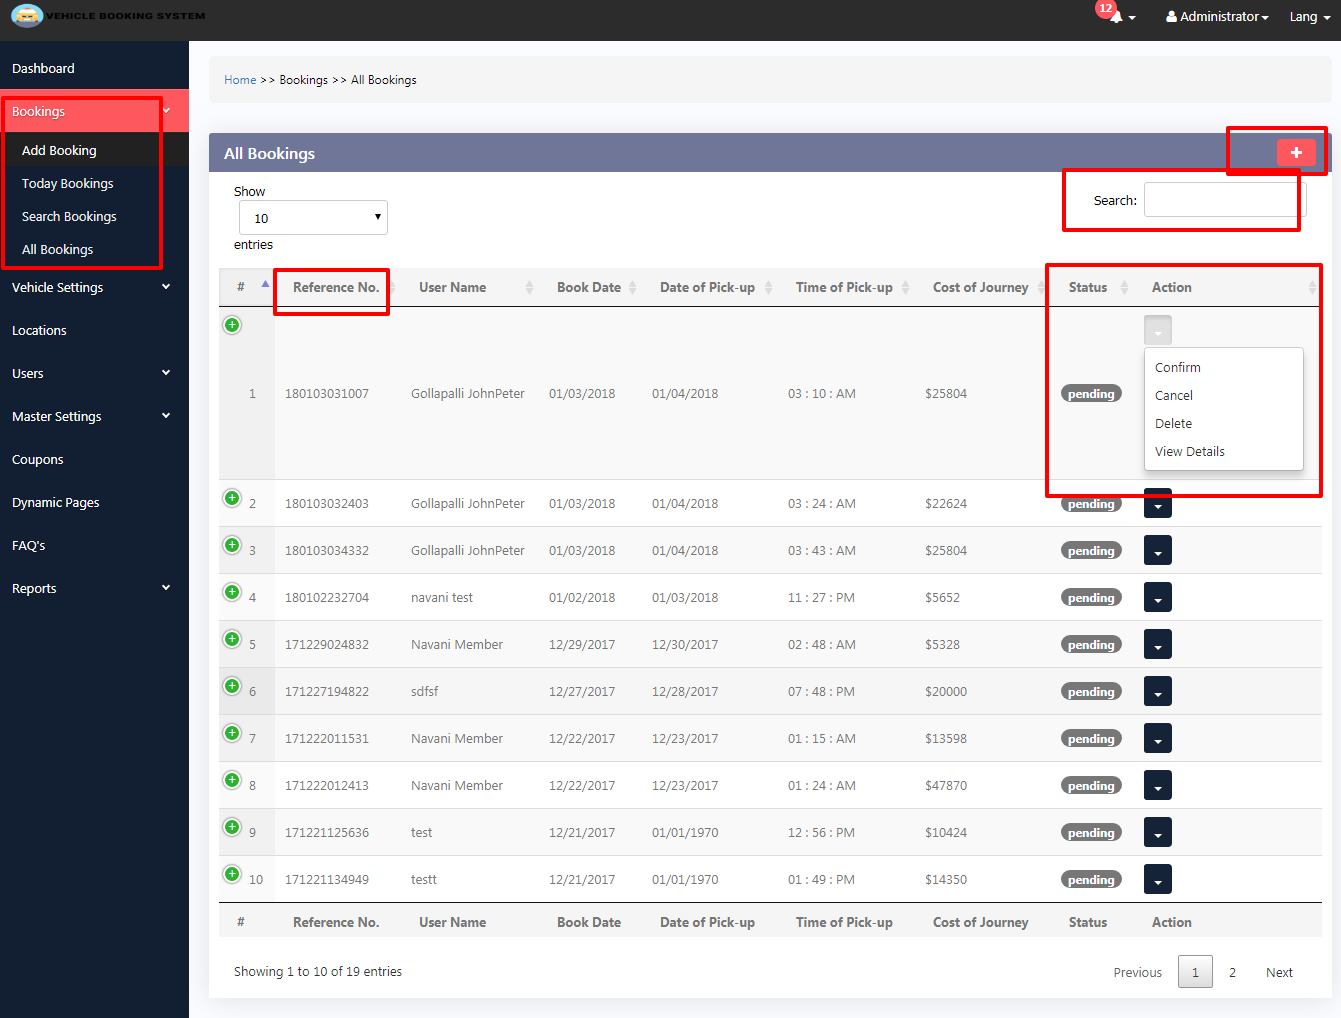 VEHICLE BOOKING SYSTEM
12
Administrator
Lang
Dashboard
Bookings
Add Booking
Today Bookings
Search Bookings
All Bookings
Vehicle Settings
Locations
Users
Master Settings
Coupons
Dynamic Pages
FAQ's
Reports
Home >> Bookings >> All Bookings
All Bookings
+
Show
10
entries
Search:
# Reference No. User Name Book Date Date of Pick-up Time of Pick-up Cost of Journey Status Action
1 180103031007 Gollapalli JohnPeter 01/03/2018 01/04/2018 03 : 10 : AM $25804 pending
Confirm
Cancel
Delete
View Details
2 180103032403 Gollapalli JohnPeter 01/03/2018 01/04/2018 03 : 24 : AM $22624 pending
3 180103034332 Gollapalli JohnPeter 01/03/2018 01/04/2018 03 : 43 : AM $25804 pending
4 180102232704 navani test 01/02/2018 01/03/2018 11 : 27 : PM $5652 pending
5 171229024832 Navani Member 12/29/2017 12/30/2017 02 : 48 : AM $5328 pending
6 171227194822 sdfsf 12/27/2017 12/28/2017 07 : 48 : PM $20000 pending
7 171222011531 Navani Member 12/22/2017 12/23/2017 01 : 15 : AM $13598 pending
8 171222012413 Navani Member 12/22/2017 12/23/2017 01 : 24 : AM $47870 pending
9 171221125636 test 12/21/2017 01/01/1970 12 : 56 : PM $10424 pending
10 171221134949 testt 12/21/2017 01/01/1970 01 : 49 : PM $14350 pending
# Reference No. User Name Book Date Date of Pick-up Time of Pick-up Cost of Journey Status Action
Showing 1 to 10 of 19 entries
Previous 1 2 Next